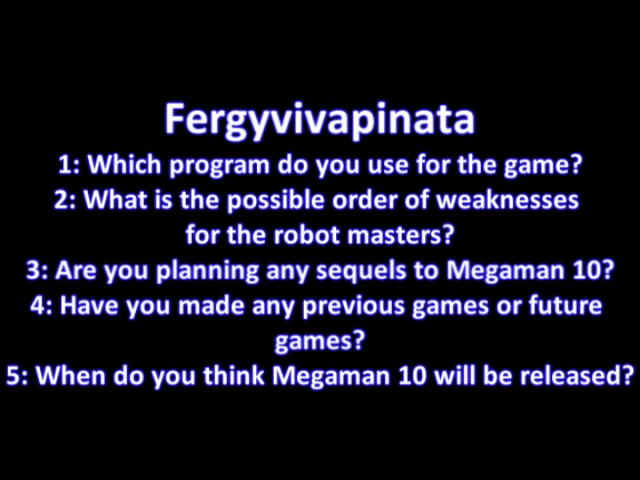 Fergyvivapinata
1: Which program do you use for the game?
2: What is the possible order of weaknesses
for the robot masters?
3: Are you planning any sequels to Megaman 10?
4: Have you made any previous games or future
games?
5: When do you think Megaman 10 will be released?